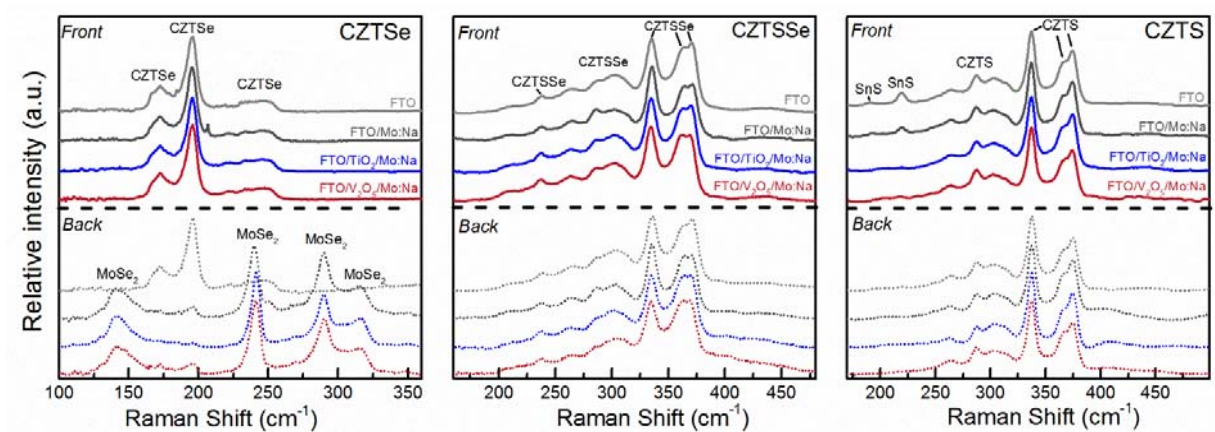 Relative intensity (a.u.)
Front
CZTSe
CZTSe
CZTSe
CZTSe
FTO
FTO/Mo:Na
FTO/TiO₂/Mo:Na
FTO/V₂O₂/Mo:Na
Back
MoSe₂
MoSe₂
MoSe₂
MoSe₂
100 150 200 250 300 350
Raman Shift (cm⁻¹)
Front
CZTSSe
CZTSSe
CZTSSe
CZTSSe
FTO
FTO/Mo:Na
FTO/TiO₂/Mo:Na
FTO/V₂O₂/Mo:Na
Back
200 250 300 350 400 450
Raman Shift (cm⁻¹)
Front
CZTS
CZTS
CZTS
SnS
SnS
FTO
FTO/Mo:Na
FTO/TiO₂/Mo:Na
FTO/V₂O₂/Mo:Na
Back
200 250 300 350 400 450
Raman Shift (cm⁻¹)